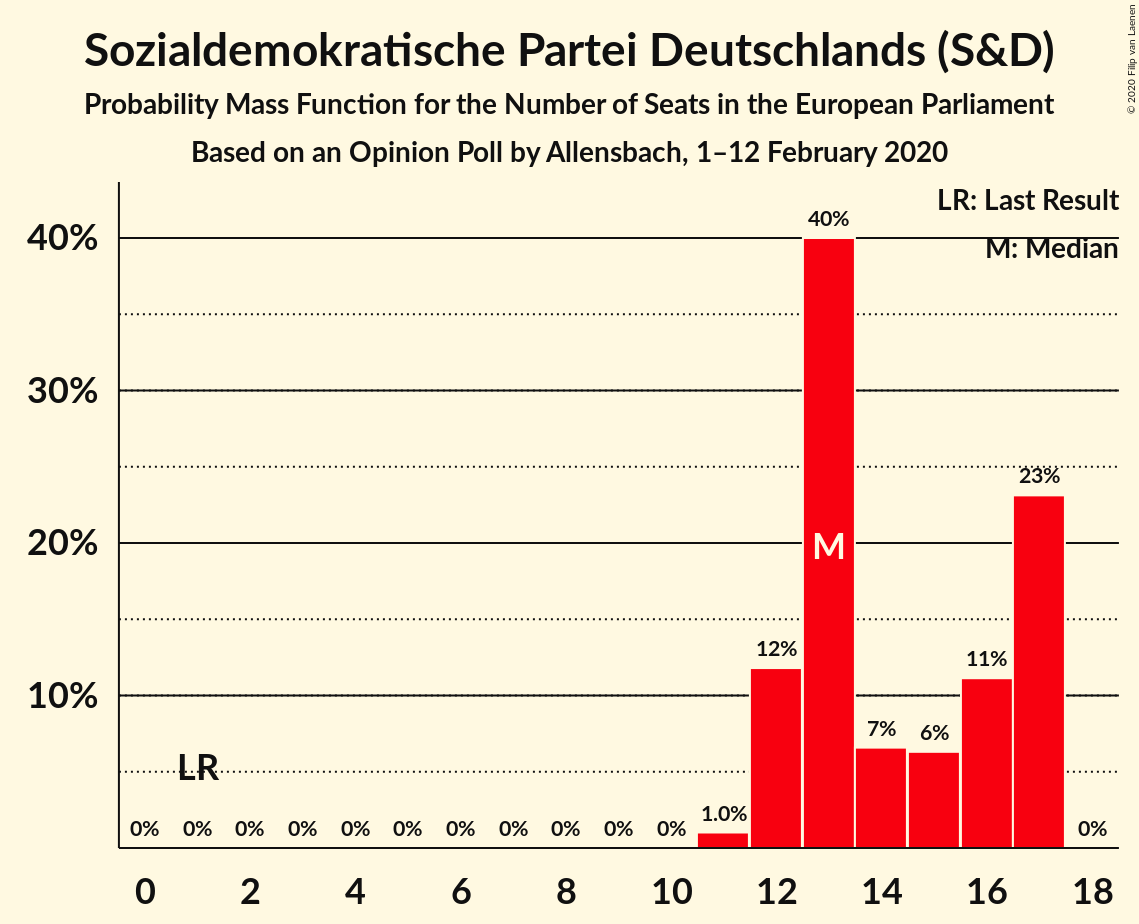 Sozialdemokratische Partei Deutschlands (S&D)
Probability Mass Function for the Number of Seats in the European Parliament
Based on an Opinion Poll by Allensbach, 1–12 February 2020
© 2020 Filip van Laenen
LR: Last Result
M: Median
40%
30%
20%
10%
40%
23%
M
12%
11%
7%
6%
LR
1.0%
0% 0% 0% 0% 0% 0% 0% 0% 0% 0% 0% 0%
0 2 4 6 8 10 12 14 16 18